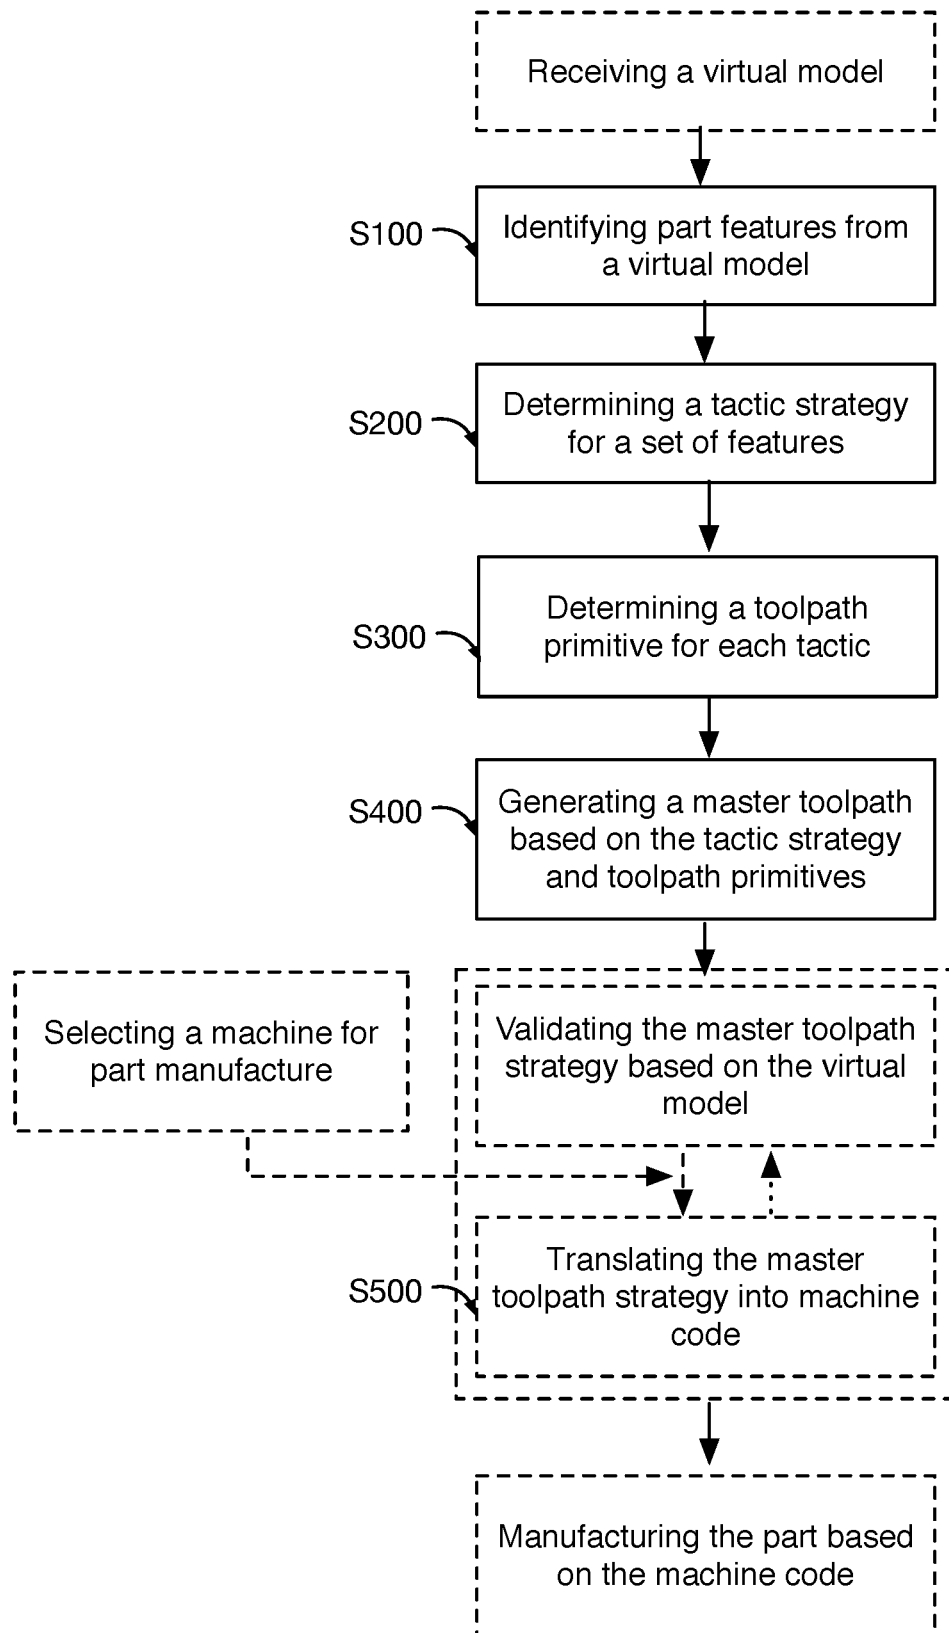 Receiving a virtual model
S100
Identifying part features from
a virtual model
S200
Determining a tactic strategy
for a set of features
S300
Determining a toolpath
primitive for each tactic
S400
Generating a master toolpath
based on the tactic strategy
and toolpath primitives
Selecting a machine for
part manufacture
Validating the master toolpath
strategy based on the virtual
model
S500
Translating the master
toolpath strategy into machine
code
Manufacturing the part based
on the machine code